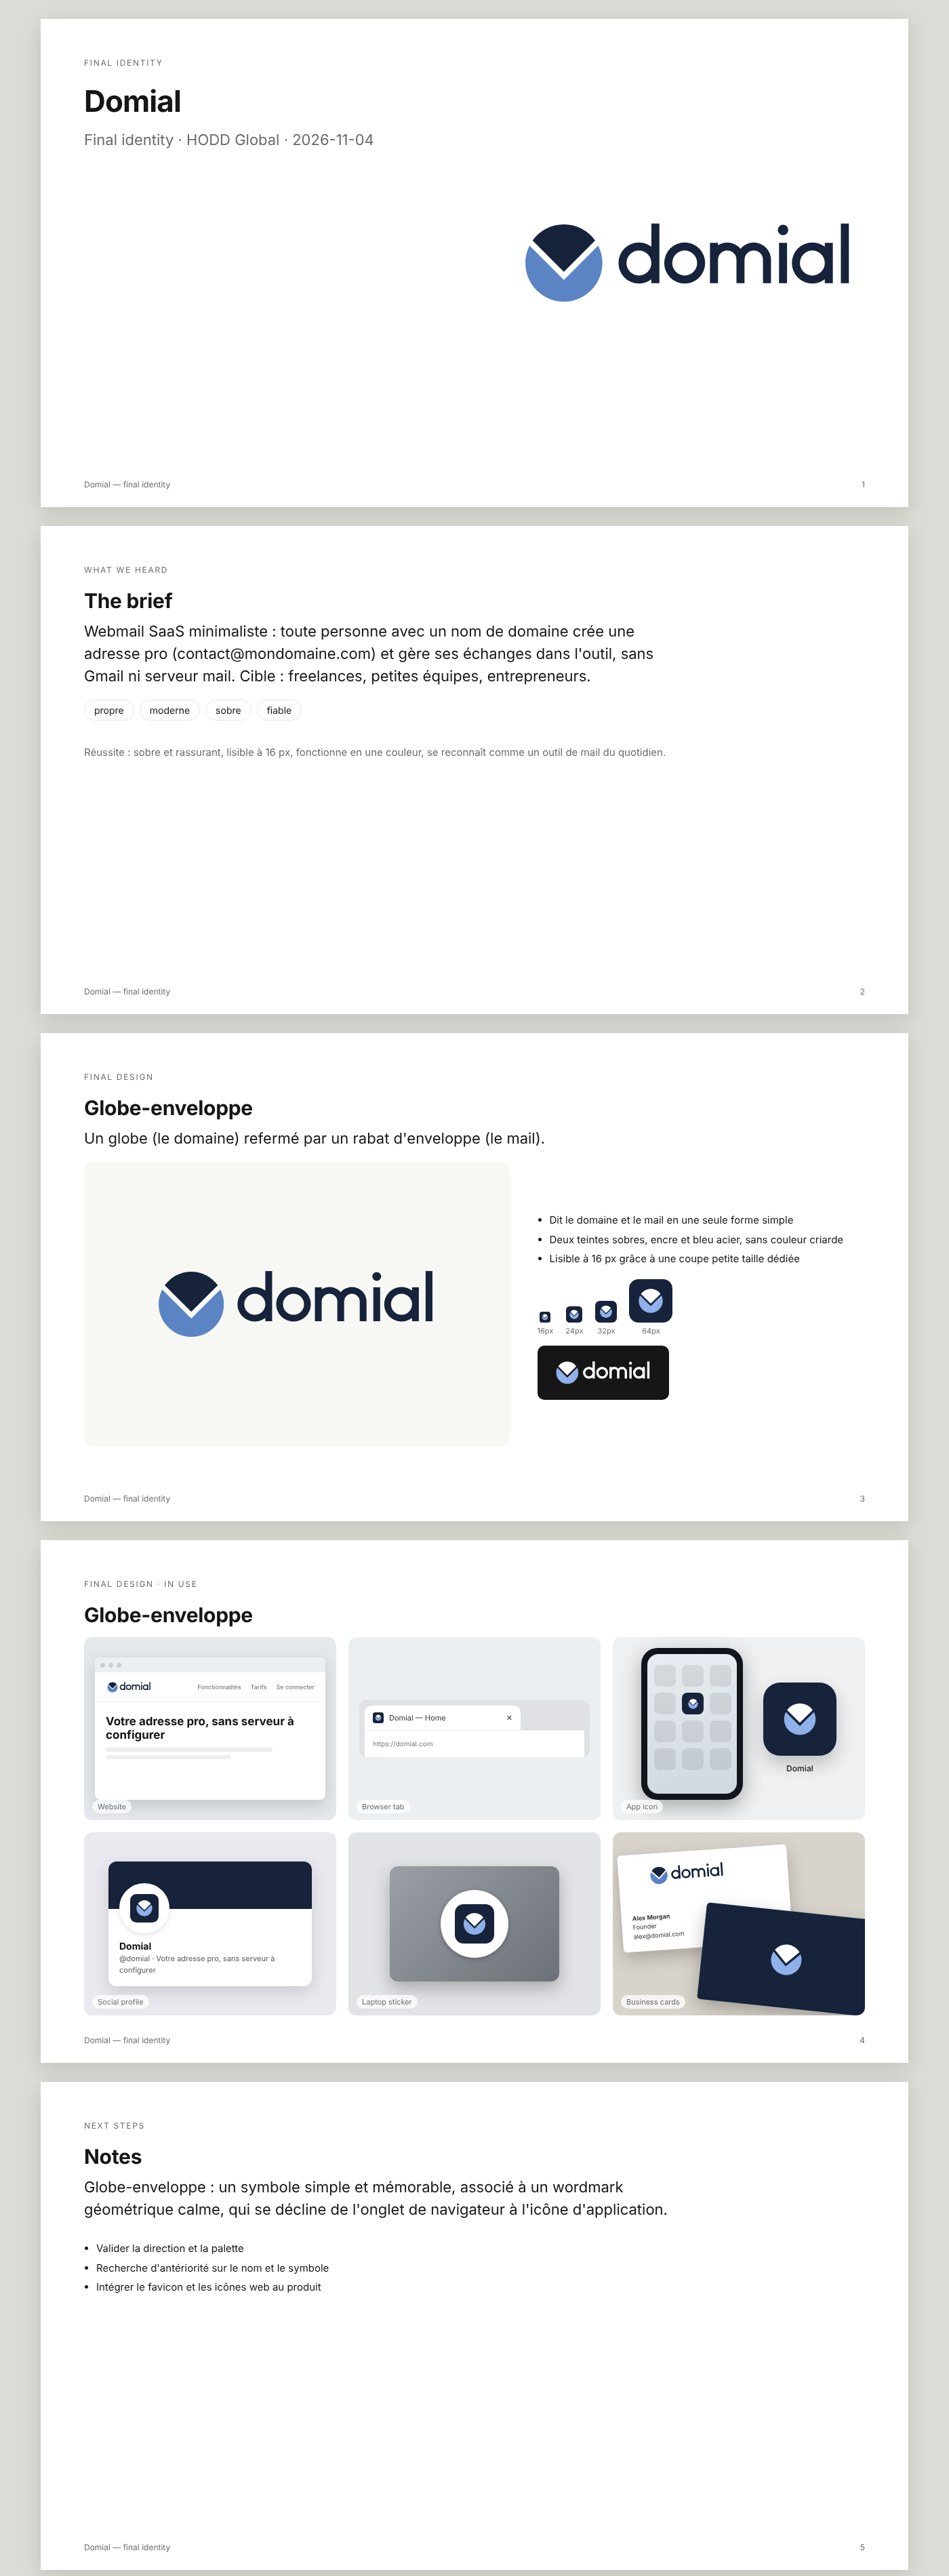 FINAL IDENTITY
Domial
Final identity · HODD Global · 2026-11-04
domial
Domial — final identity
1
WHAT WE HEARD
The brief
Webmail SaaS minimaliste : toute personne avec un nom de domaine crée une
adresse pro (contact@mondomaine.com) et gère ses échanges dans l'outil, sans
Gmail ni serveur mail. Cible : freelances, petites équipes, entrepreneurs.
propre moderne sobre fiable
Réussite : sobre et rassurant, lisible à 16 px, fonctionne en une couleur, se reconnaît comme un outil de mail du quotidien.
Domial — final identity
2
FINAL DESIGN
Globe-enveloppe
Un globe (le domaine) refermé par un rabat d'enveloppe (le mail).
domial
• Dit le domaine et le mail en une seule forme simple
• Deux teintes sobres, encre et bleu acier, sans couleur criarde
• Lisible à 16 px grâce à une coupe petite taille dédiée
16px 24px 32px 64px
domial
Domial — final identity
3
FINAL DESIGN · IN USE
Globe-enveloppe
domial Fonctionnalités Tarifs Se connecter
Votre adresse pro, sans serveur à
configurer
Website
Domial — Home ×
https://domial.com
Browser tab
Domial
App icon
Domial
@domial · Votre adresse pro, sans serveur à
configurer
Social profile
Laptop sticker
domial
Alex Morgan
Founder
alex@domial.com
Business cards
Domial — final identity
4
NEXT STEPS
Notes
Globe-enveloppe : un symbole simple et mémorable, associé à un wordmark
géométrique calme, qui se décline de l'onglet de navigateur à l'icône d'application.
• Valider la direction et la palette
• Recherche d'antériorité sur le nom et le symbole
• Intégrer le favicon et les icônes web au produit
Domial — final identity
5